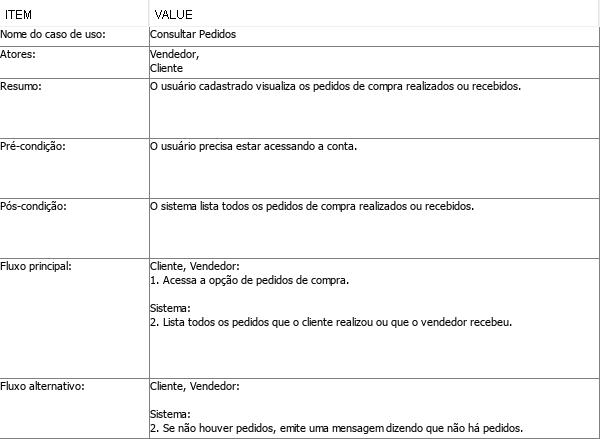 ITEM VALUE
Nome do caso de uso: Consultar Pedidos
Atores: Vendedor,
Cliente
Resumo: O usuário cadastrado visualiza os pedidos de compra realizados ou recebidos.
Pré-condição: O usuário precisa estar acessando a conta.
Pós-condição: O sistema lista todos os pedidos de compra realizados ou recebidos.
Fluxo principal: Cliente, Vendedor:
1. Acessa a opção de pedidos de compra.
Sistema:
2. Lista todos os pedidos que o cliente realizou ou que o vendedor recebeu.
Fluxo alternativo: Cliente, Vendedor:
Sistema:
2. Se não houver pedidos, emite uma mensagem dizendo que não há pedidos.